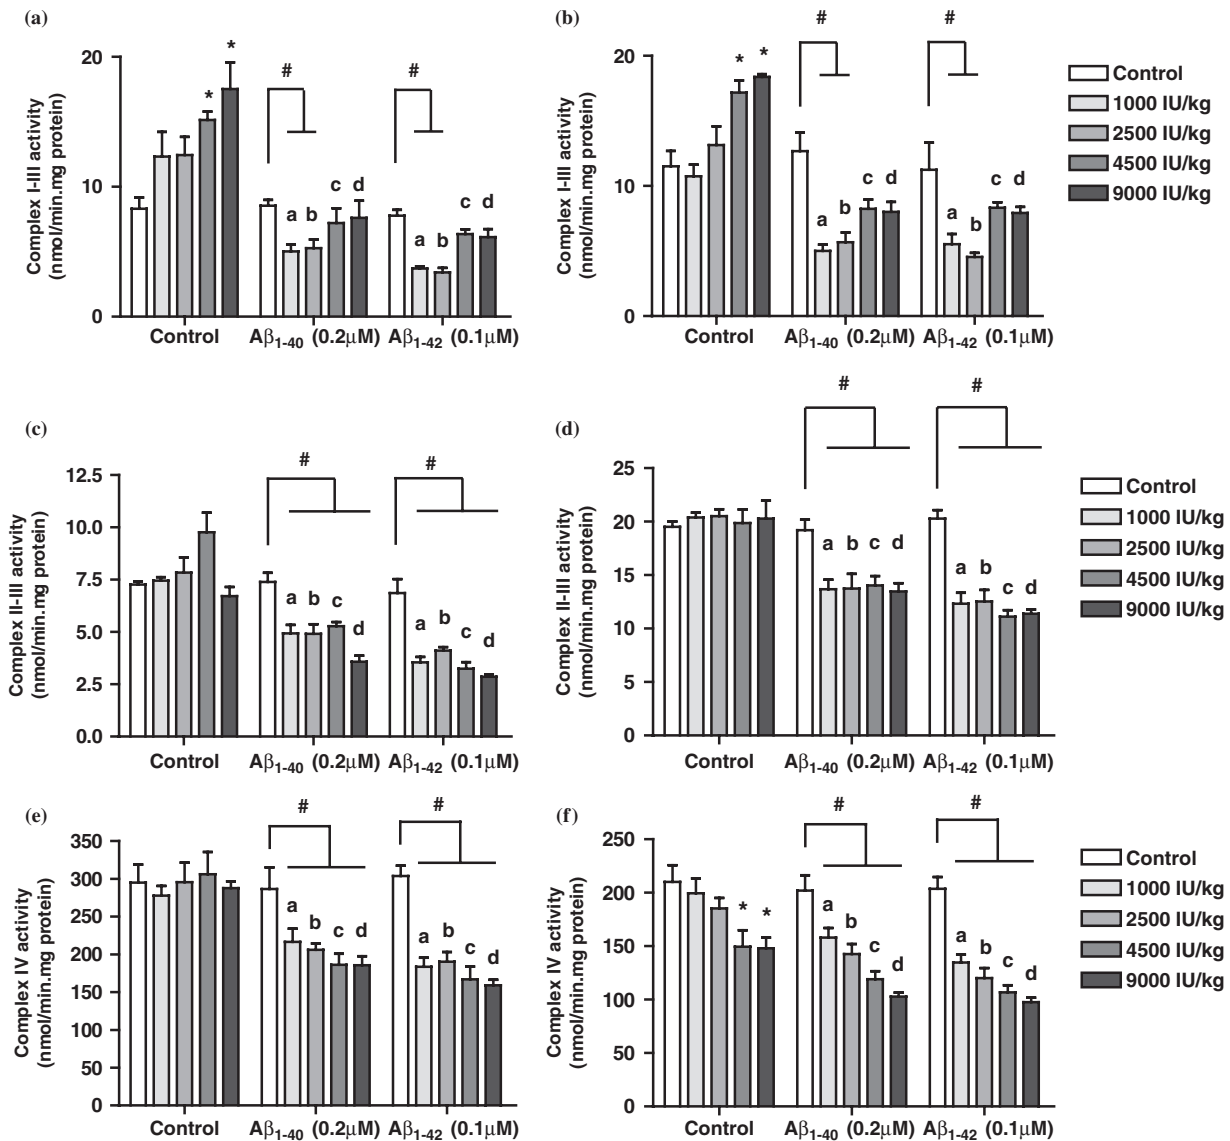 (a)
Complex I-III activity
(nmol/min.mg protein)
20
10
0
*
*
#
#
a
b
c
d
a
b
c
d
Control
Aβ1-40 (0.2μM)
Aβ1-42 (0.1μM)
(b)
Complex I-III activity
(nmol/min.mg protein)
20
10
0
*
*
#
#
a
b
c
d
a
b
c
d
Control
Aβ1-40 (0.2μM)
Aβ1-42 (0.1μM)
Control
1000 IU/kg
2500 IU/kg
4500 IU/kg
9000 IU/kg
(c)
Complex II-III activity
(nmol/min.mg protein)
12.5
10.0
7.5
5.0
2.5
0.0
#
#
a
b
c
d
a
b
c
d
Control
Aβ1-40 (0.2μM)
Aβ1-42 (0.1μM)
(d)
Complex II-III activity
(nmol/min.mg protein)
25
20
15
10
5
0
#
#
a
b
c
d
a
b
c
d
Control
Aβ1-40 (0.2μM)
Aβ1-42 (0.1μM)
Control
1000 IU/kg
2500 IU/kg
4500 IU/kg
9000 IU/kg
(e)
Complex IV activity
(nmol/min.mg protein)
350
300
250
200
150
100
50
0
#
#
a
b
c
d
a
b
c
d
Control
Aβ1-40 (0.2μM)
Aβ1-42 (0.1μM)
(f)
Complex IV activity
(nmol/min.mg protein)
250
200
150
100
50
0
*
*
#
#
a
b
c
d
a
b
c
d
Control
Aβ1-40 (0.2μM)
Aβ1-42 (0.1μM)
Control
1000 IU/kg
2500 IU/kg
4500 IU/kg
9000 IU/kg